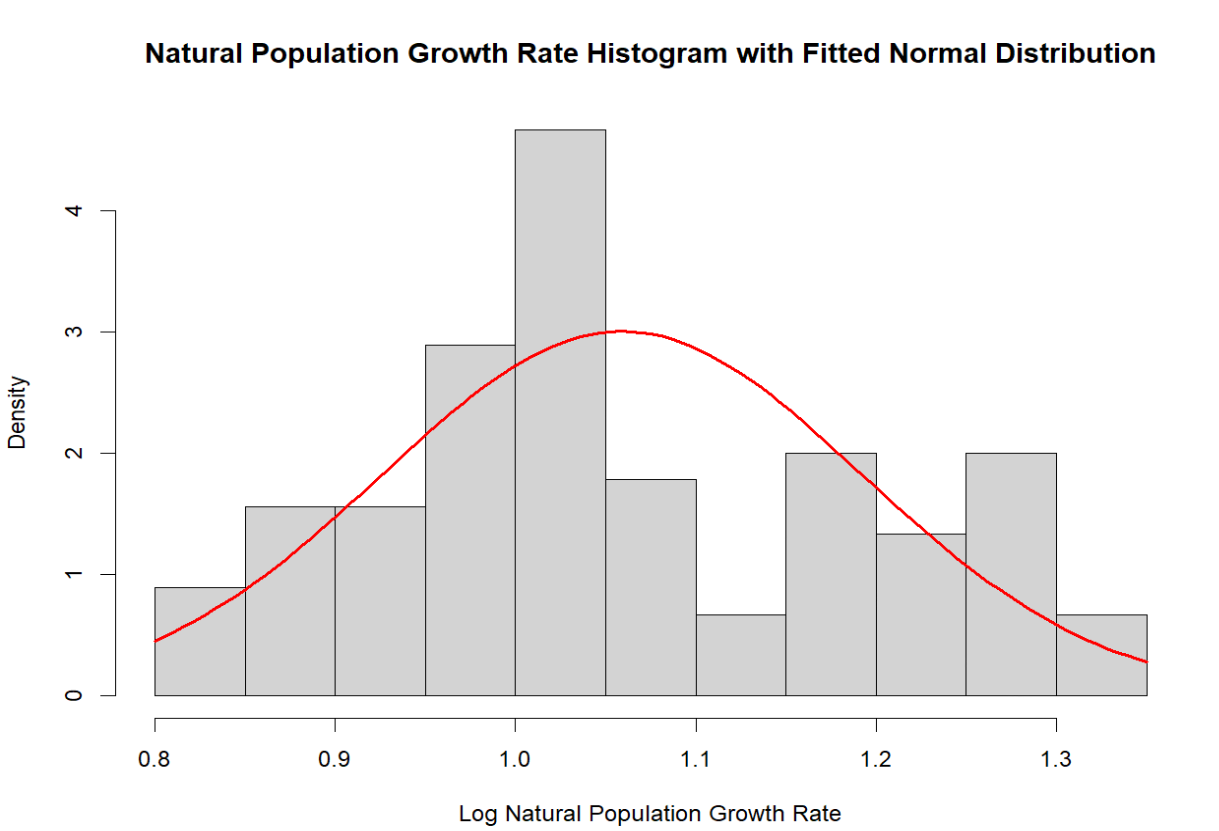 Natural Population Growth Rate Histogram with Fitted Normal Distribution
Density
4
3
2
1
0
0.8 0.9 1.0 1.1 1.2 1.3
Log Natural Population Growth Rate